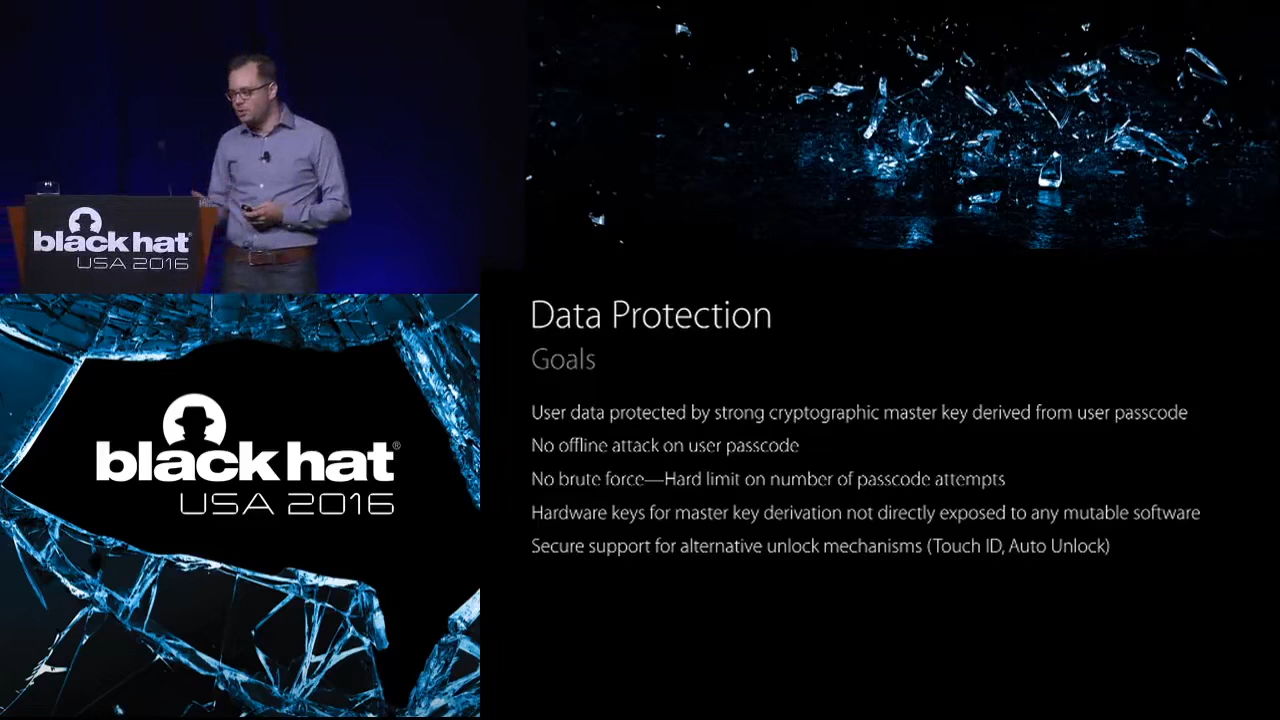 black hat
USA 2016
black hat®
USA 2016
Data Protection
Goals
User data protected by strong cryptographic master key derived from user passcode
No offline attack on user passcode
No brute force—Hard limit on number of passcode attempts
Hardware keys for master key derivation not directly exposed to any mutable software
Secure support for alternative unlock mechanisms (Touch ID, Auto Unlock)